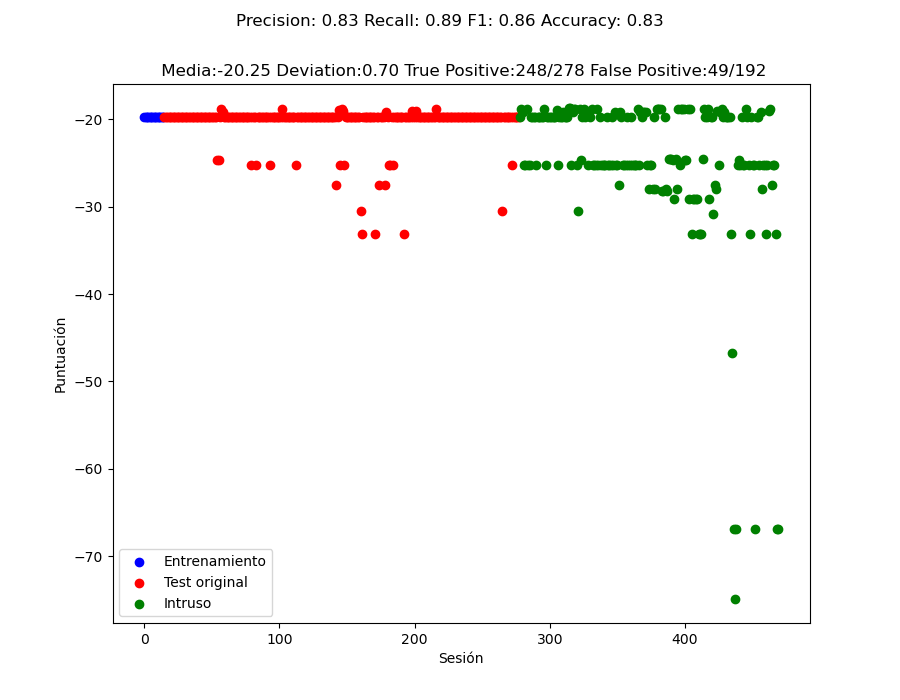 Precision: 0.83 Recall: 0.89 F1: 0.86 Accuracy: 0.83
Media:-20.25 Deviation:0.70 True Positive:248/278 False Positive:49/192
−20
−30
−40
−50
−60
−70
Puntuación
Entrenamiento
Test original
Intruso
0
100
200
300
400
Sesión